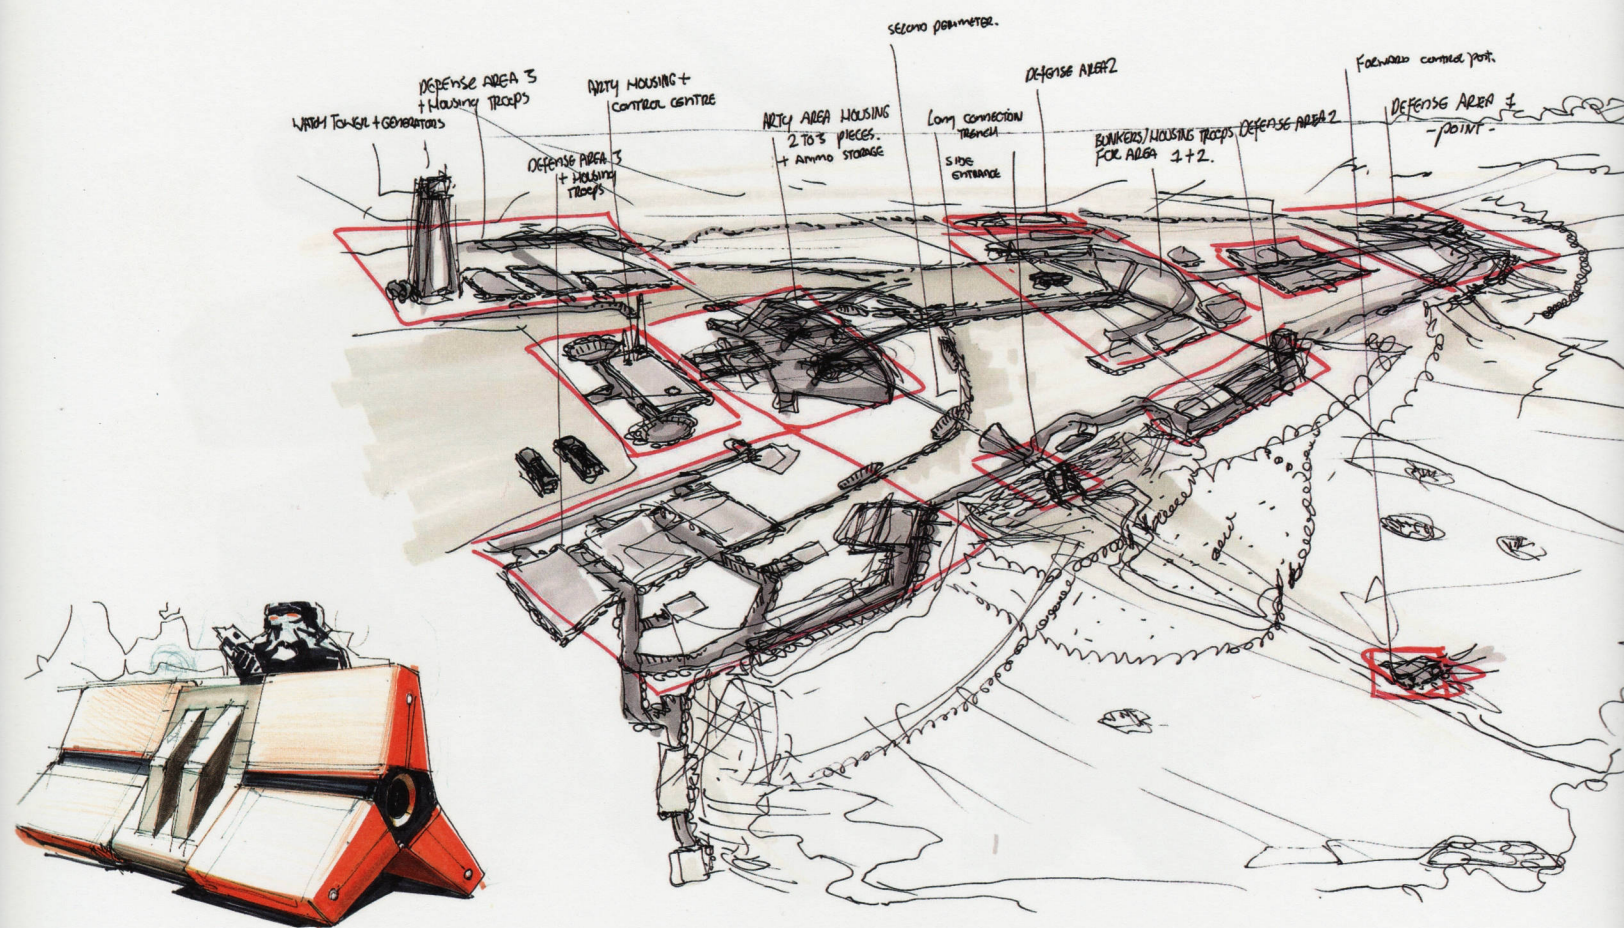 SECOND PERIMETER.
DEFENSE AREA 2
FORWARD CONTROL POST.
DEFENSE AREA 3
+ HOUSING TROOPS
ARTY HOUSING +
CONTROL CENTRE
WATCH TOWER + GENERATORS
DEFENSE AREA 3
+ HOUSING
TROOPS
ARTY AREA HOUSING
2 TO 3 PIECES.
+ AMMO STORAGE
LONG CONNECTION
TRENCH
SIDE
ENTRANCE
BUNKERS/HOUSING TROOPS
FOR AREA 1+2.
DEFENSE AREA 2
DEFENSE AREA 1
-POINT-